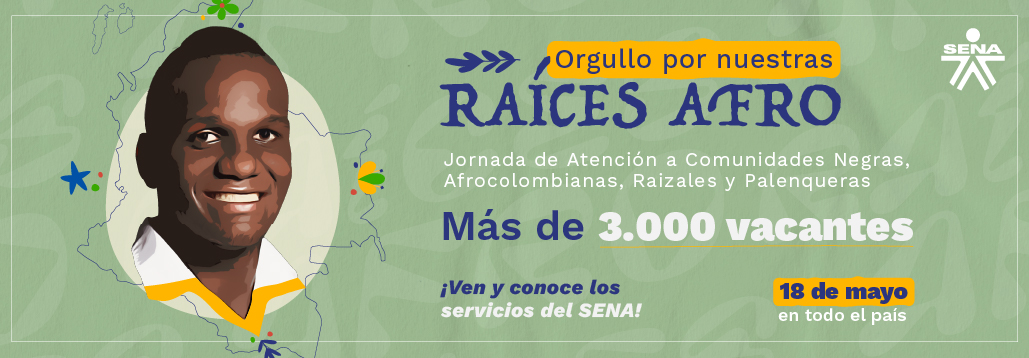 Orgullo por nuestras
RAÍCES AFRO
SENA
Jornada de Atención a Comunidades Negras,
Afrocolombianas, Raizales y Palenqueras
Más de 3.000 vacantes
¡Ven y conoce los
servicios del SENA!
18 de mayo
en todo el país